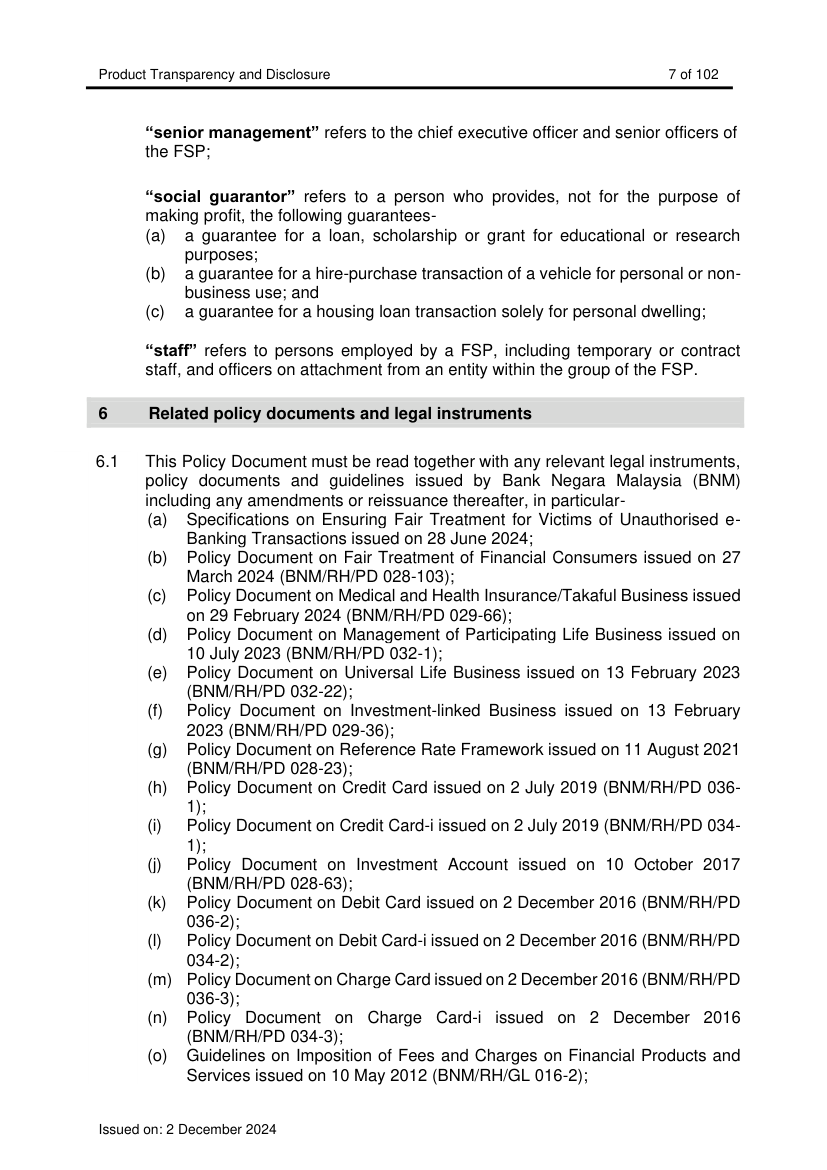 Product Transparency and Disclosure 7 of 102
“senior management” refers to the chief executive officer and senior officers of
the FSP;
“social guarantor” refers to a person who provides, not for the purpose of
making profit, the following guarantees-
(a) a guarantee for a loan, scholarship or grant for educational or research
purposes;
(b) a guarantee for a hire-purchase transaction of a vehicle for personal or non-
business use; and
(c) a guarantee for a housing loan transaction solely for personal dwelling;
“staff” refers to persons employed by a FSP, including temporary or contract
staff, and officers on attachment from an entity within the group of the FSP.
6 Related policy documents and legal instruments
6.1 This Policy Document must be read together with any relevant legal instruments,
policy documents and guidelines issued by Bank Negara Malaysia (BNM)
including any amendments or reissuance thereafter, in particular-
(a) Specifications on Ensuring Fair Treatment for Victims of Unauthorised e-
Banking Transactions issued on 28 June 2024;
(b) Policy Document on Fair Treatment of Financial Consumers issued on 27
March 2024 (BNM/RH/PD 028-103);
(c) Policy Document on Medical and Health Insurance/Takaful Business issued
on 29 February 2024 (BNM/RH/PD 029-66);
(d) Policy Document on Management of Participating Life Business issued on
10 July 2023 (BNM/RH/PD 032-1);
(e) Policy Document on Universal Life Business issued on 13 February 2023
(BNM/RH/PD 032-22);
(f) Policy Document on Investment-linked Business issued on 13 February
2023 (BNM/RH/PD 029-36);
(g) Policy Document on Reference Rate Framework issued on 11 August 2021
(BNM/RH/PD 028-23);
(h) Policy Document on Credit Card issued on 2 July 2019 (BNM/RH/PD 036-
1);
(i) Policy Document on Credit Card-i issued on 2 July 2019 (BNM/RH/PD 034-
1);
(j) Policy Document on Investment Account issued on 10 October 2017
(BNM/RH/PD 028-63);
(k) Policy Document on Debit Card issued on 2 December 2016 (BNM/RH/PD
036-2);
(l) Policy Document on Debit Card-i issued on 2 December 2016 (BNM/RH/PD
034-2);
(m) Policy Document on Charge Card issued on 2 December 2016 (BNM/RH/PD
036-3);
(n) Policy Document on Charge Card-i issued on 2 December 2016
(BNM/RH/PD 034-3);
(o) Guidelines on Imposition of Fees and Charges on Financial Products and
Services issued on 10 May 2012 (BNM/RH/GL 016-2);
Issued on: 2 December 2024